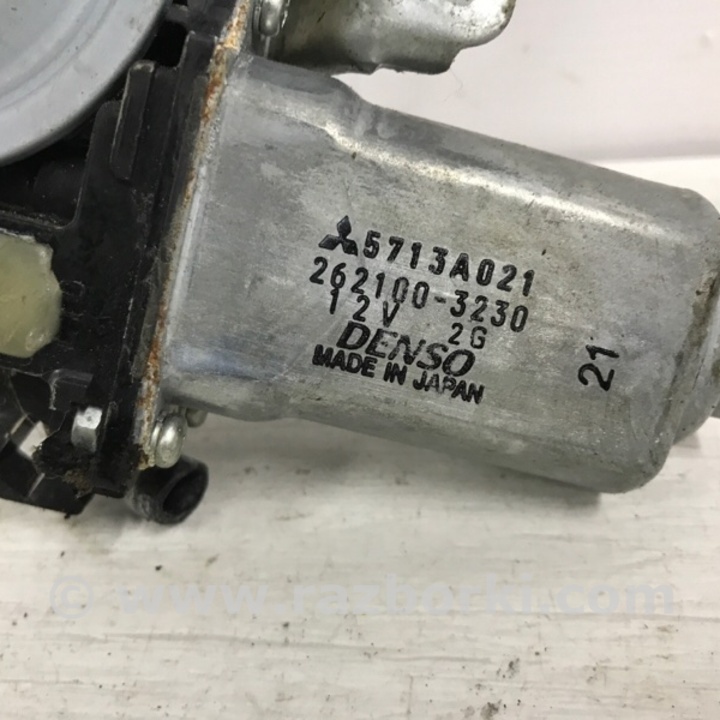 5713A021
262100-3230
12V 2G
DENSO
MADE IN JAPAN
21
© www.razborki.com